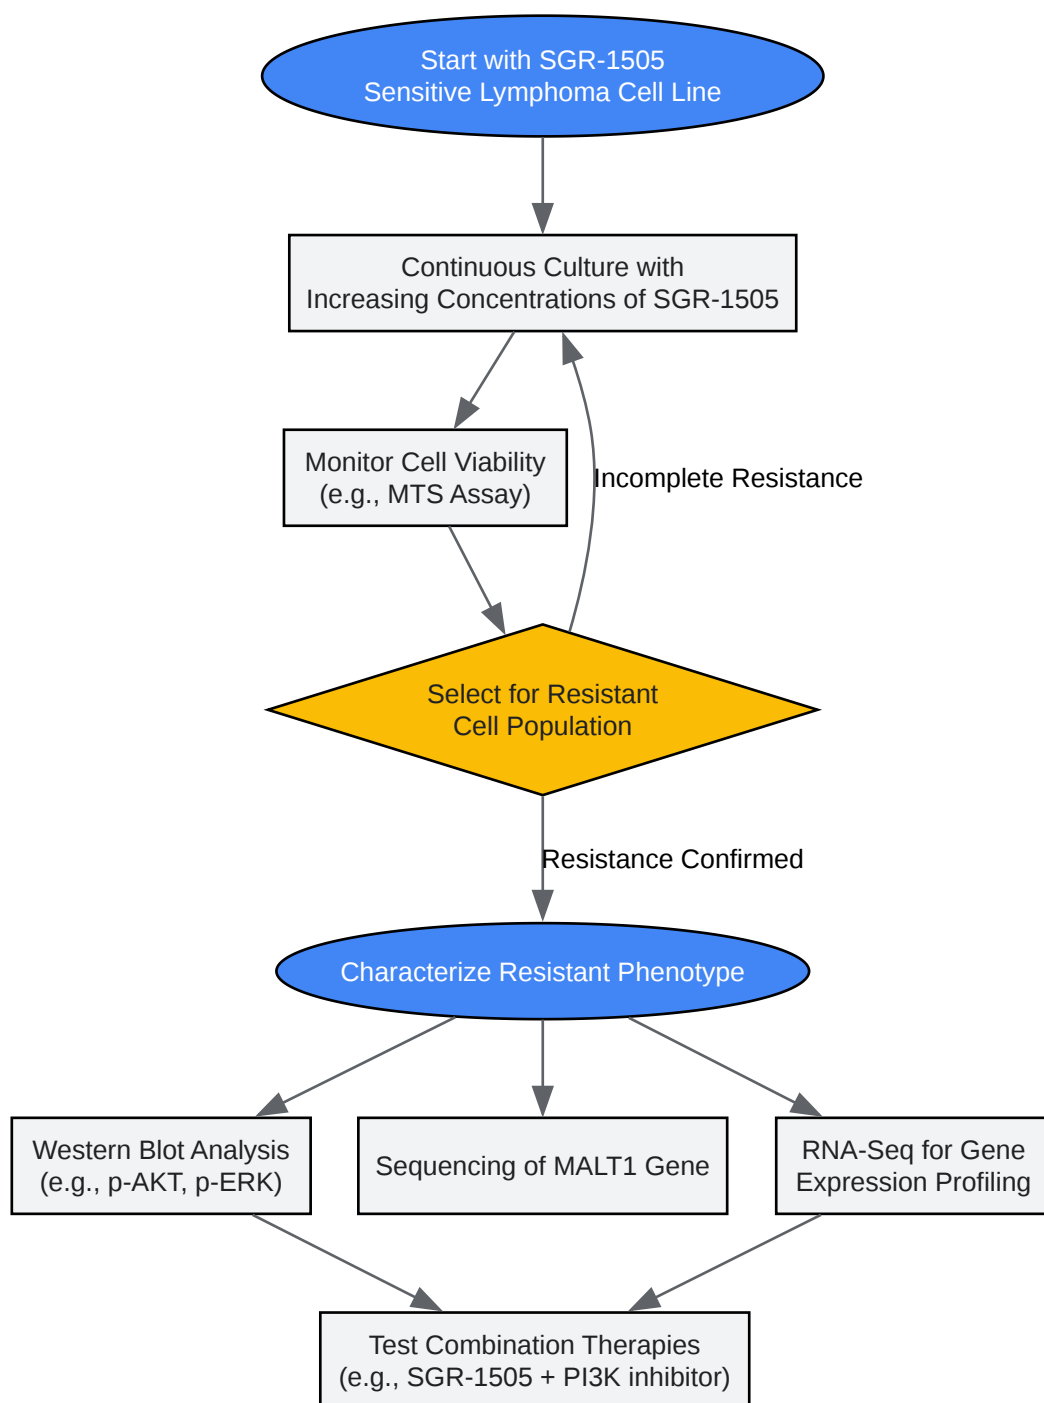 Start with SGR-1505
Sensitive Lymphoma Cell Line
Continuous Culture with
Increasing Concentrations of SGR-1505
Monitor Cell Viability
(e.g., MTS Assay)
Incomplete Resistance
Select for Resistant
Cell Population
Resistance Confirmed
Characterize Resistant Phenotype
Western Blot Analysis
(e.g., p-AKT, p-ERK)
Sequencing of MALT1 Gene
RNA-Seq for Gene
Expression Profiling
Test Combination Therapies
(e.g., SGR-1505 + PI3K inhibitor)